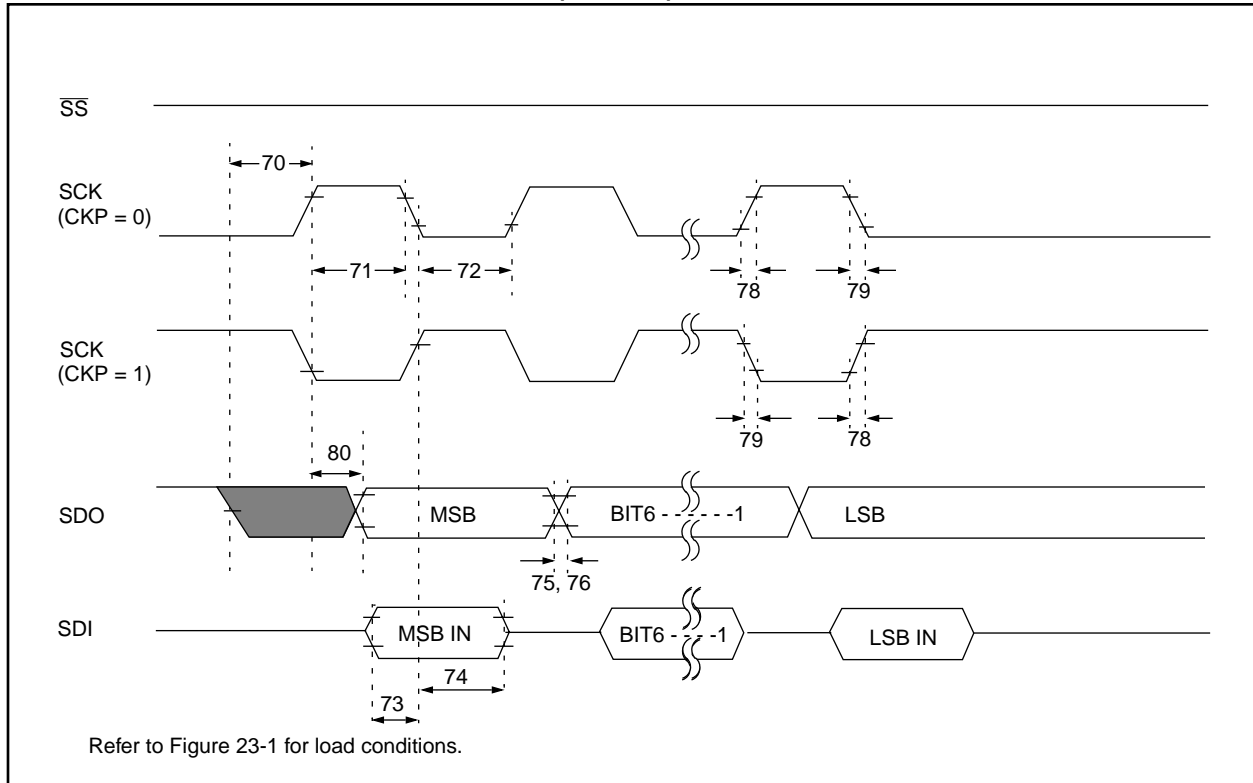 SS
70
SCK
(CKP = 0)
71
72
78
79
SCK
(CKP = 1)
79
78
80
SDO
MSB
BIT6 - - - - - -1
LSB
75, 76
SDI
MSB IN
BIT6 - - - - -1
LSB IN
74
73
Refer to Figure 23-1 for load conditions.